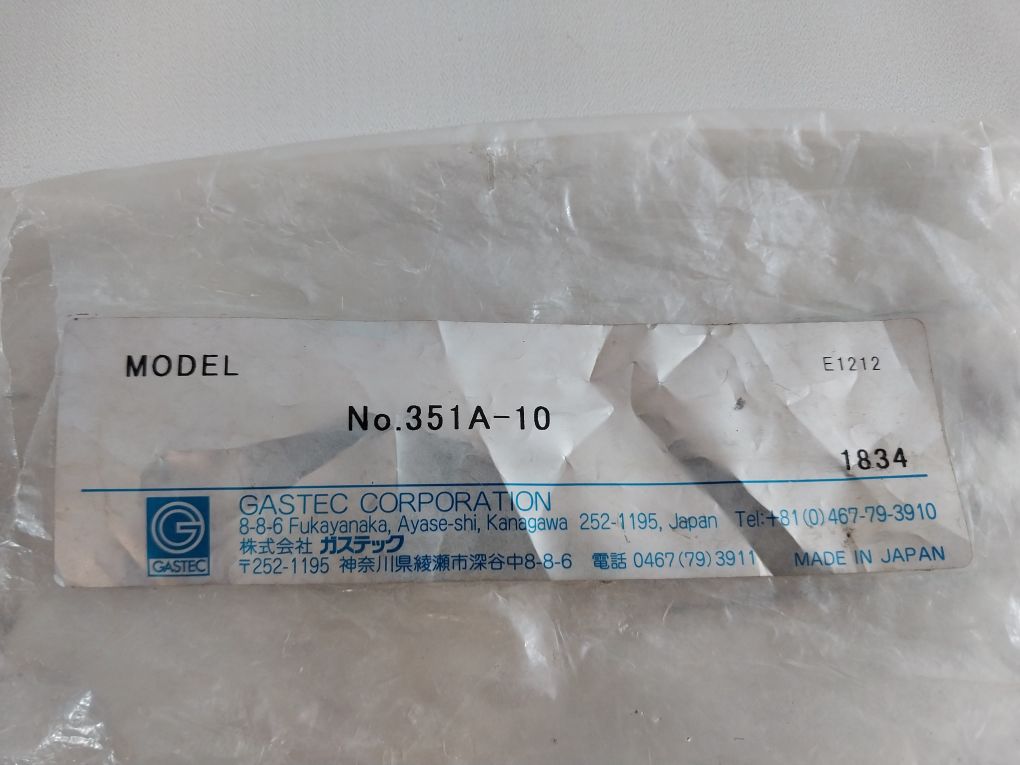 MODEL
E1212
No.351A-10
1834
GASTEC CORPORATION
8-8-6 Fukayanaka, Ayase-shi, Kanagawa 252-1195, Japan Tel:+81(0)467-79-3910
株式会社 ガステック
〒252-1195 神奈川県綾瀬市深谷中8-8-6 電話 0467(79)3911 MADE IN JAPAN
G
GASTEC